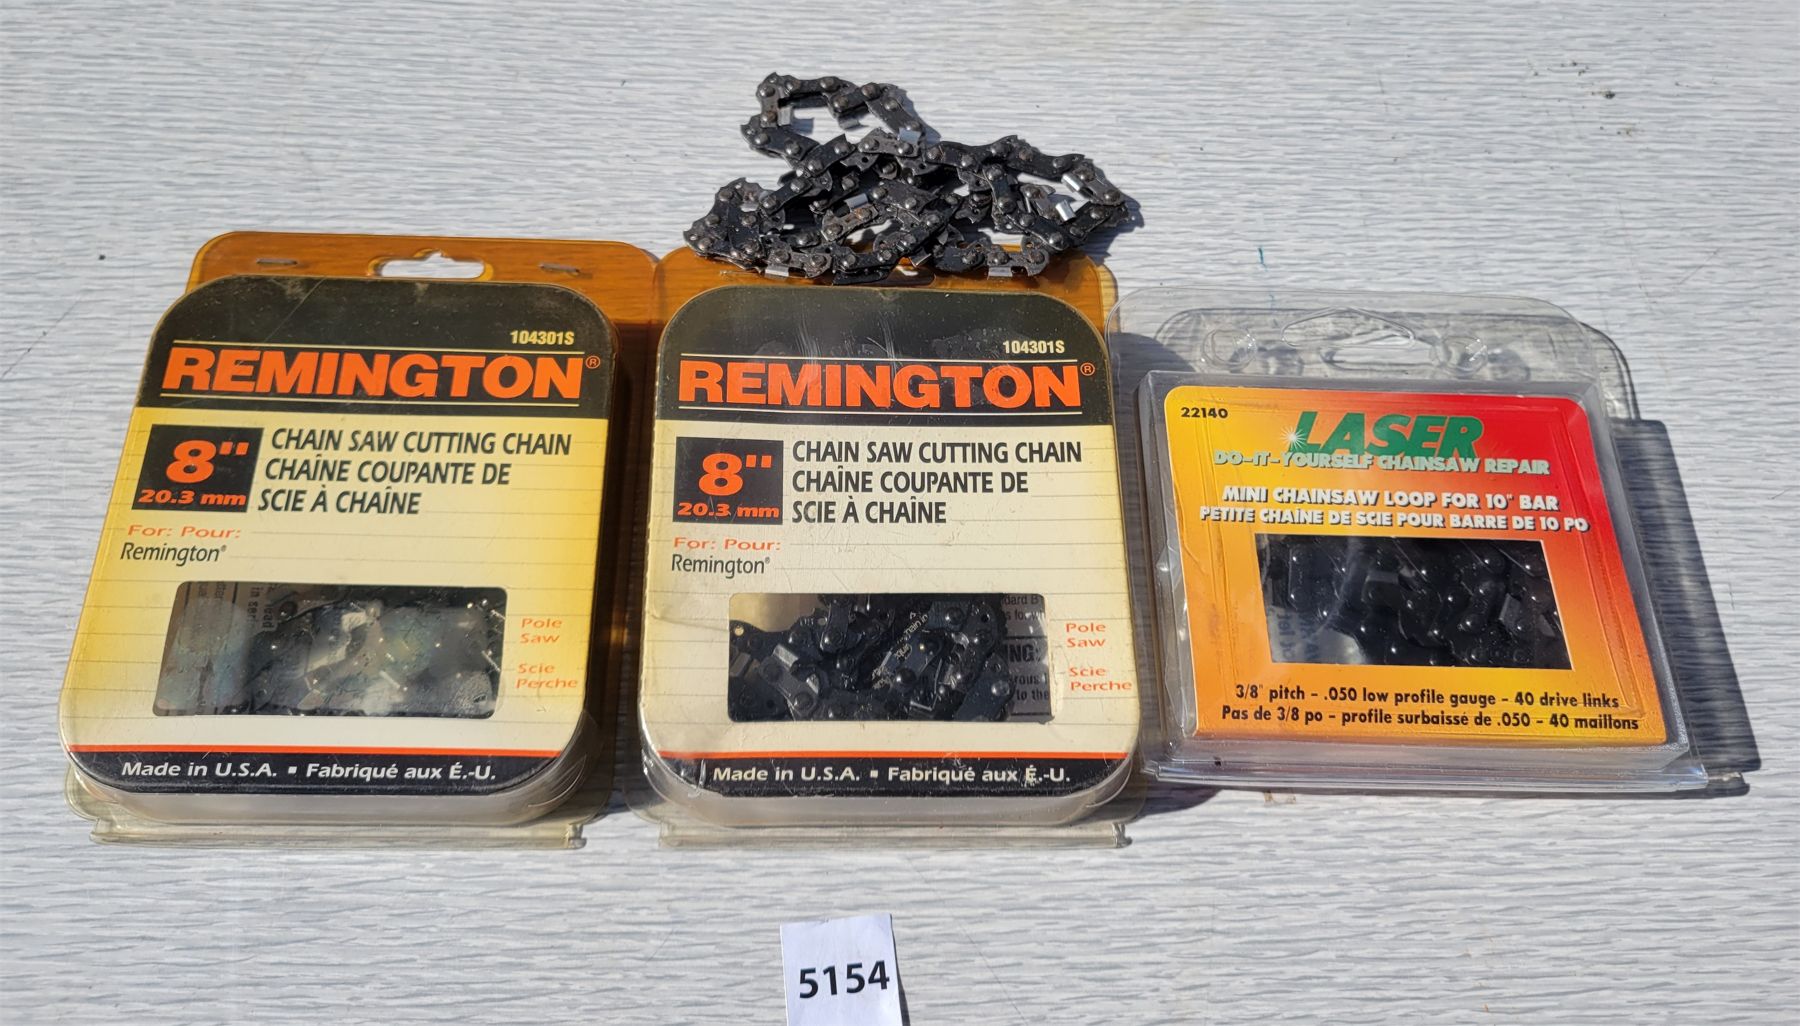 104301S
REMINGTON®
8"
20.3 mm
CHAIN SAW CUTTING CHAIN
CHAÎNE COUPANTE DE
SCIE À CHAÎNE
For: Pour:
Remington®
Pole
Saw
Scie
Perche
Made in U.S.A. ▪ Fabriqué aux É.-U.
104301S
REMINGTON®
8"
20.3 mm
CHAIN SAW CUTTING CHAIN
CHAÎNE COUPANTE DE
SCIE À CHAÎNE
For: Pour:
Remington®
Pole
Saw
Scie
Perche
Made in U.S.A. ▪ Fabriqué aux É.-U.
22140
LASER
DO-IT-YOURSELF CHAINSAW REPAIR
MINI CHAINSAW LOOP FOR 10" BAR
PETITE CHAÎNE DE SCIE POUR BARRE DE 10 PO
3/8" pitch - .050 low profile gauge - 40 drive links
Pas de 3/8 po - profile surbaissé de .050 - 40 maillons
5154